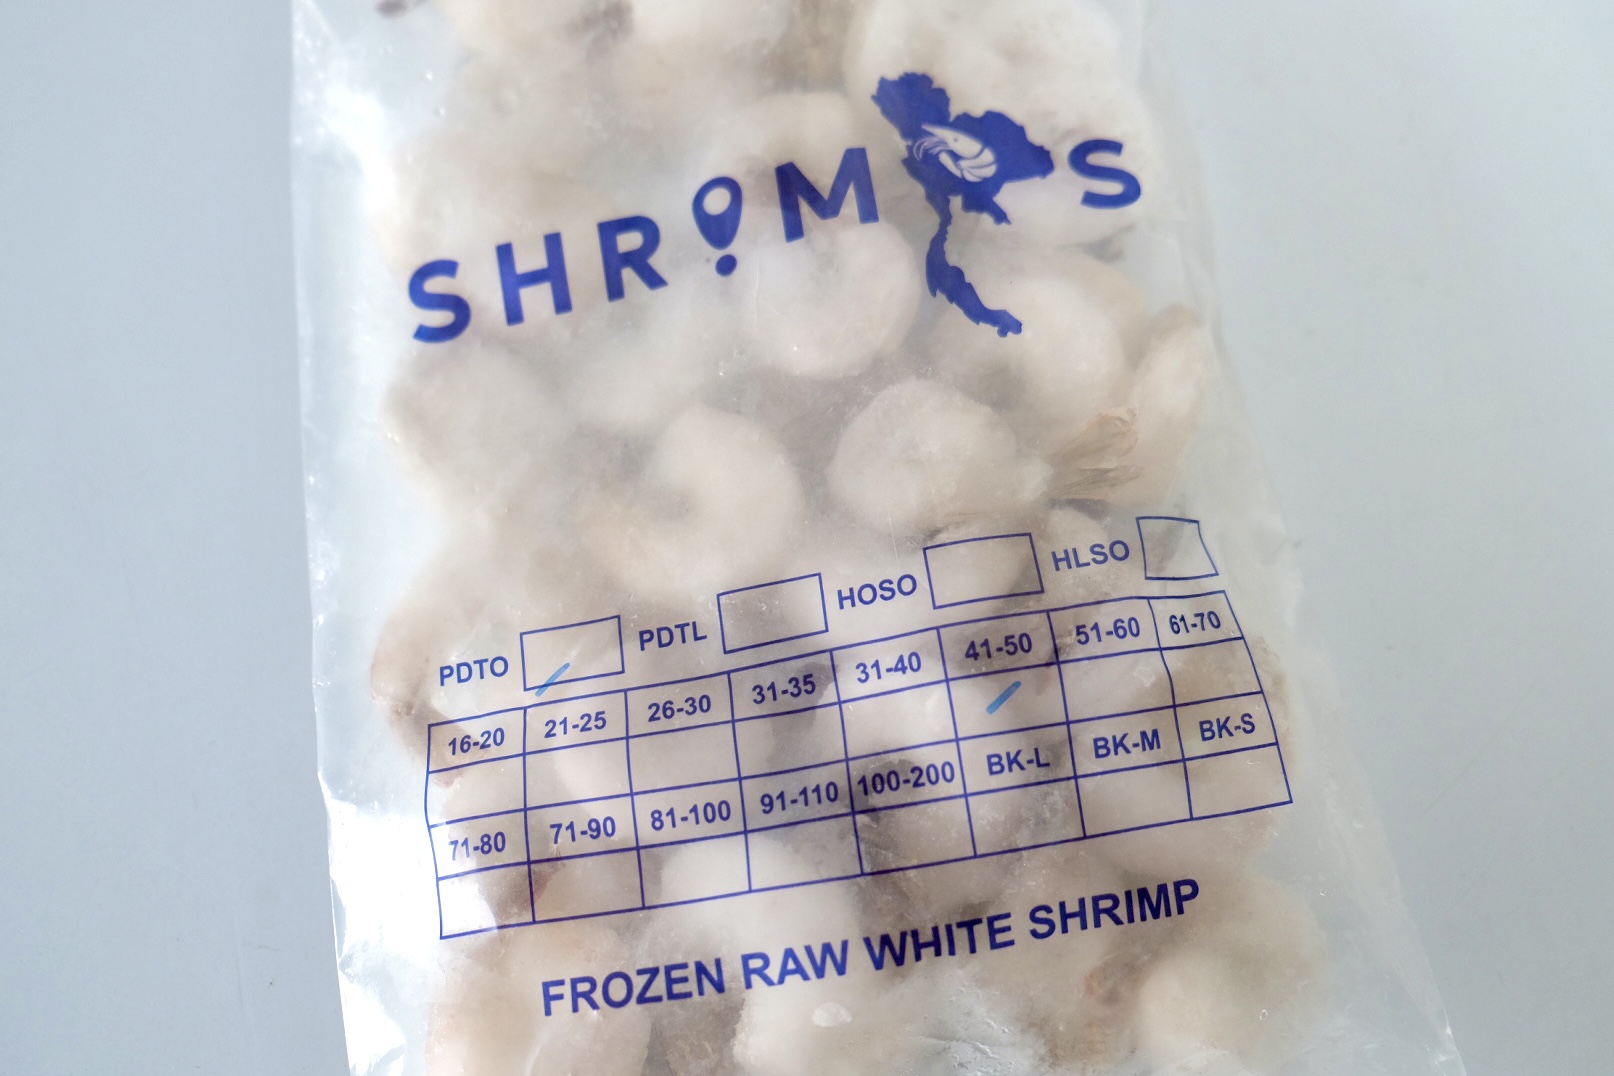 SHRIMPS
PDTO PDTL HOSO HLSO
16-20 21-25 26-30 31-35 31-40 41-50 51-60 61-70
71-80 71-90 81-100 91-110 100-200 BK-L BK-M BK-S
FROZEN RAW WHITE SHRIMP